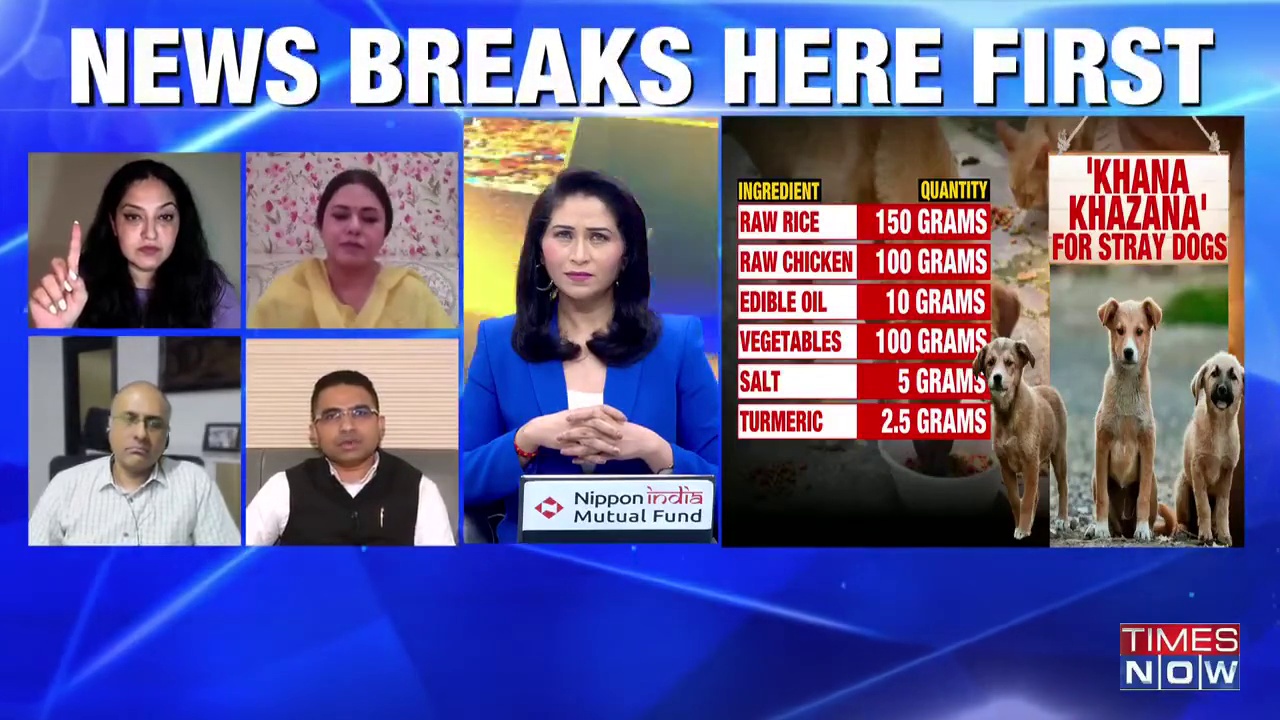 NEWS BREAKS HERE FIRST
INGREDIENT QUANTITY
RAW RICE 150 GRAMS
RAW CHICKEN 100 GRAMS
EDIBLE OIL 10 GRAMS
VEGETABLES 100 GRAMS
SALT 5 GRAMS
TURMERIC 2.5 GRAMS
'KHANA
KHAZANA'
FOR STRAY DOGS
Nippon india
Mutual Fund
TIMES
NOW